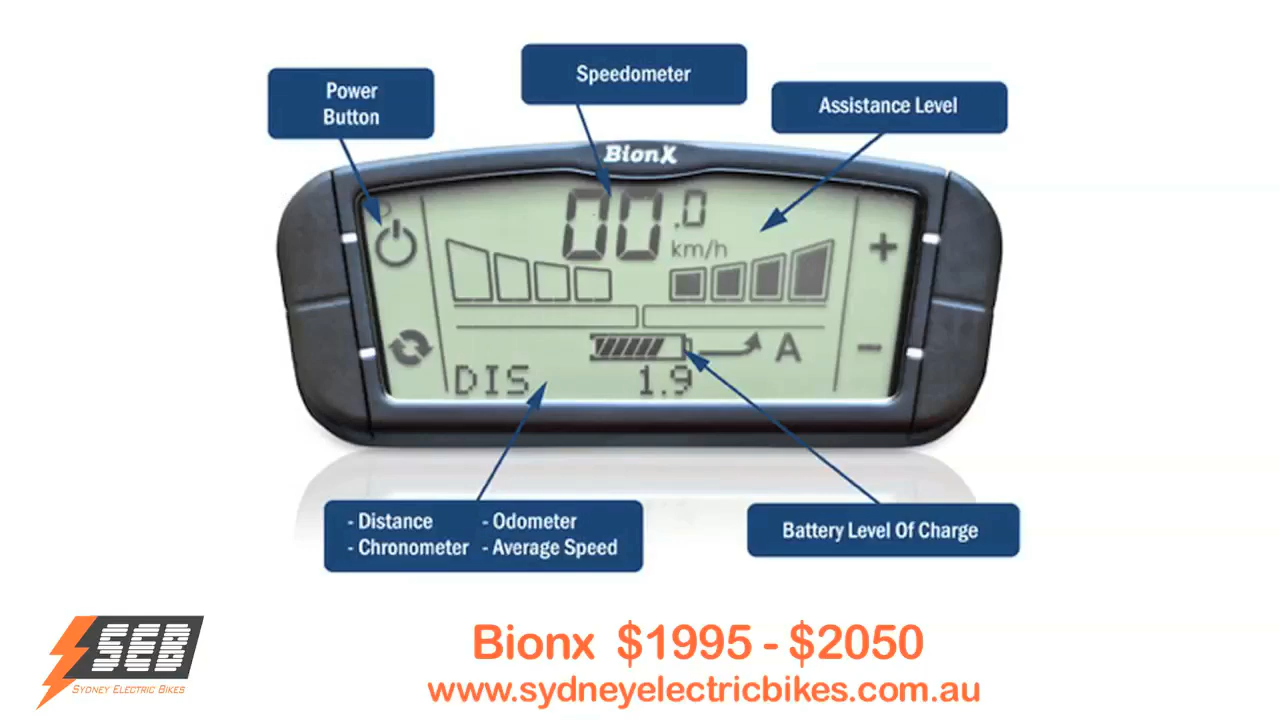 Speedometer
Power
Button
Assistance Level
BionX
00.0
km/h
+
A
-
DIS 1.9
- Distance - Odometer
- Chronometer - Average Speed
Battery Level Of Charge
SEB
SYDNEY ELECTRIC BIKES
Bionx $1995 - $2050
www.sydneyelectricbikes.com.au